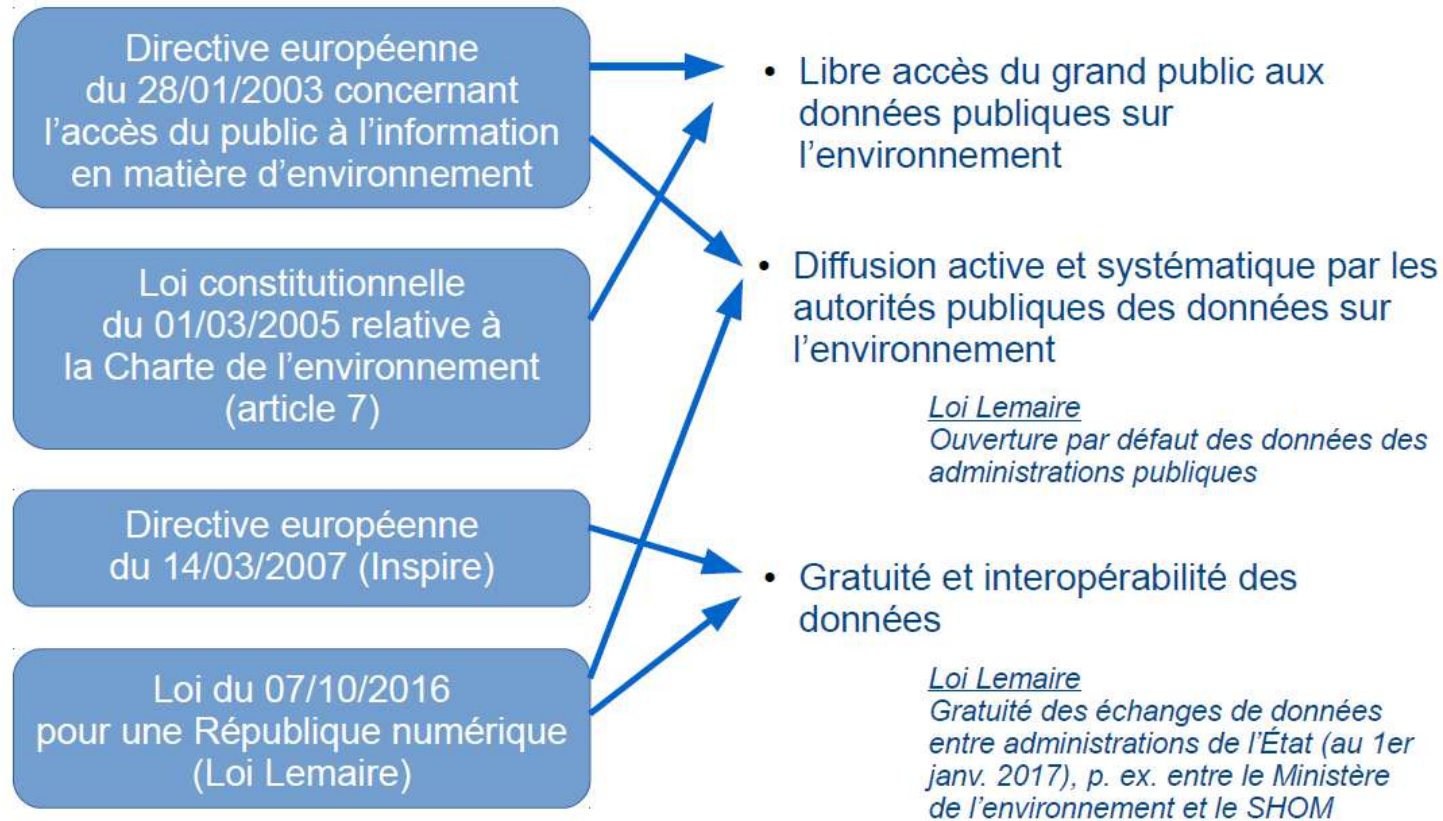 Directive européenne
du 28/01/2003 concernant
l’accès du public à l’information
en matière d’environnement
Loi constitutionnelle
du 01/03/2005 relative à
la Charte de l’environnement
(article 7)
Directive européenne
du 14/03/2007 (Inspire)
Loi du 07/10/2016
pour une République numérique
(Loi Lemaire)
• Libre accès du grand public aux
données publiques sur
l’environnement
• Diffusion active et systématique par les
autorités publiques des données sur
l’environnement
Loi Lemaire
Ouverture par défaut des données des
administrations publiques
• Gratuité et interopérabilité des
données
Loi Lemaire
Gratuité des échanges de données
entre administrations de l’État (au 1er
janv. 2017), p. ex. entre le Ministère
de l’environnement et le SHOM